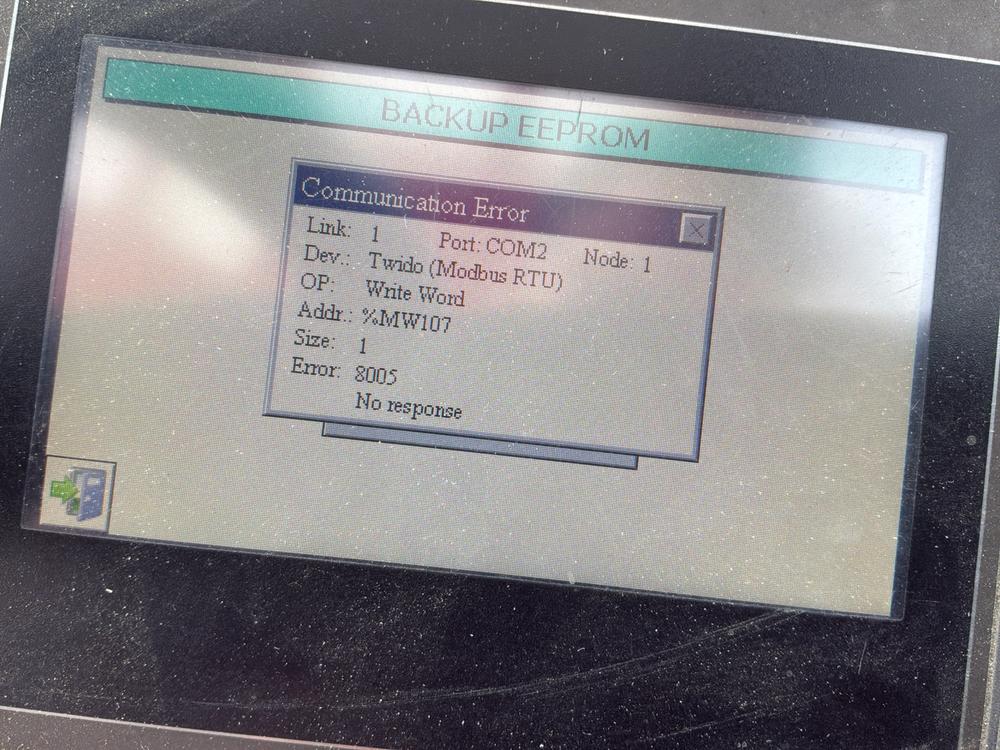 BACKUP EEPROM
Communication Error
Link: 1 Port: COM2 Node: 1
Dev.: Twido (Modbus RTU)
OP: Write Word
Addr.: %MW107
Size: 1
Error: 8005
No response